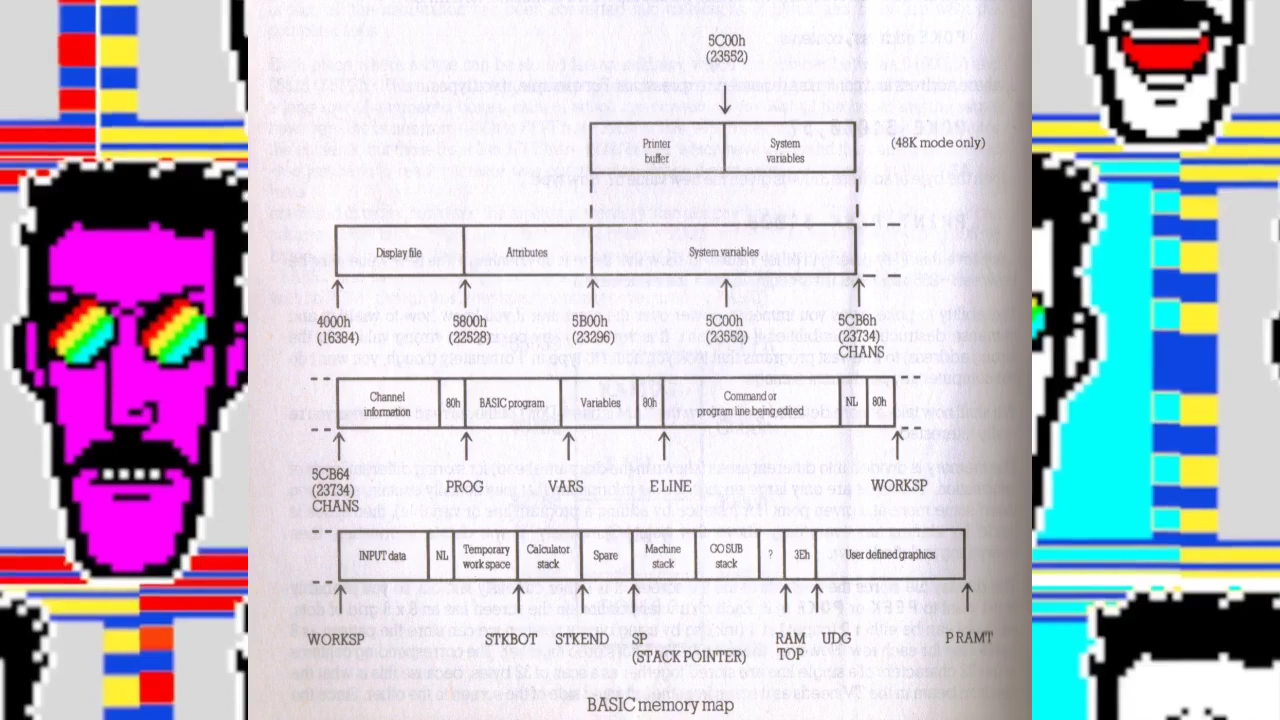 5C00h
(23552)
Printer
buffer
System
variables
(48K mode only)
Display file
Attributes
System variables
4000h
(16384)
5800h
(22528)
5B00h
(23296)
5C00h
(23552)
5CB6h
(23734)
CHANS
Channel
information
80h
BASIC program
Variables
80h
Command or
program line being edited
NL
80h
5CB64
(23734)
CHANS
PROG
VARS
E LINE
WORKSP
INPUT data
NL
Temporary
work space
Calculator
stack
Spare
Machine
stack
GO SUB
stack
?
3Eh
User defined graphics
WORKSP
STKBOT
STKEND
SP
(STACK POINTER)
RAM
TOP
UDG
P RAMT
BASIC memory map